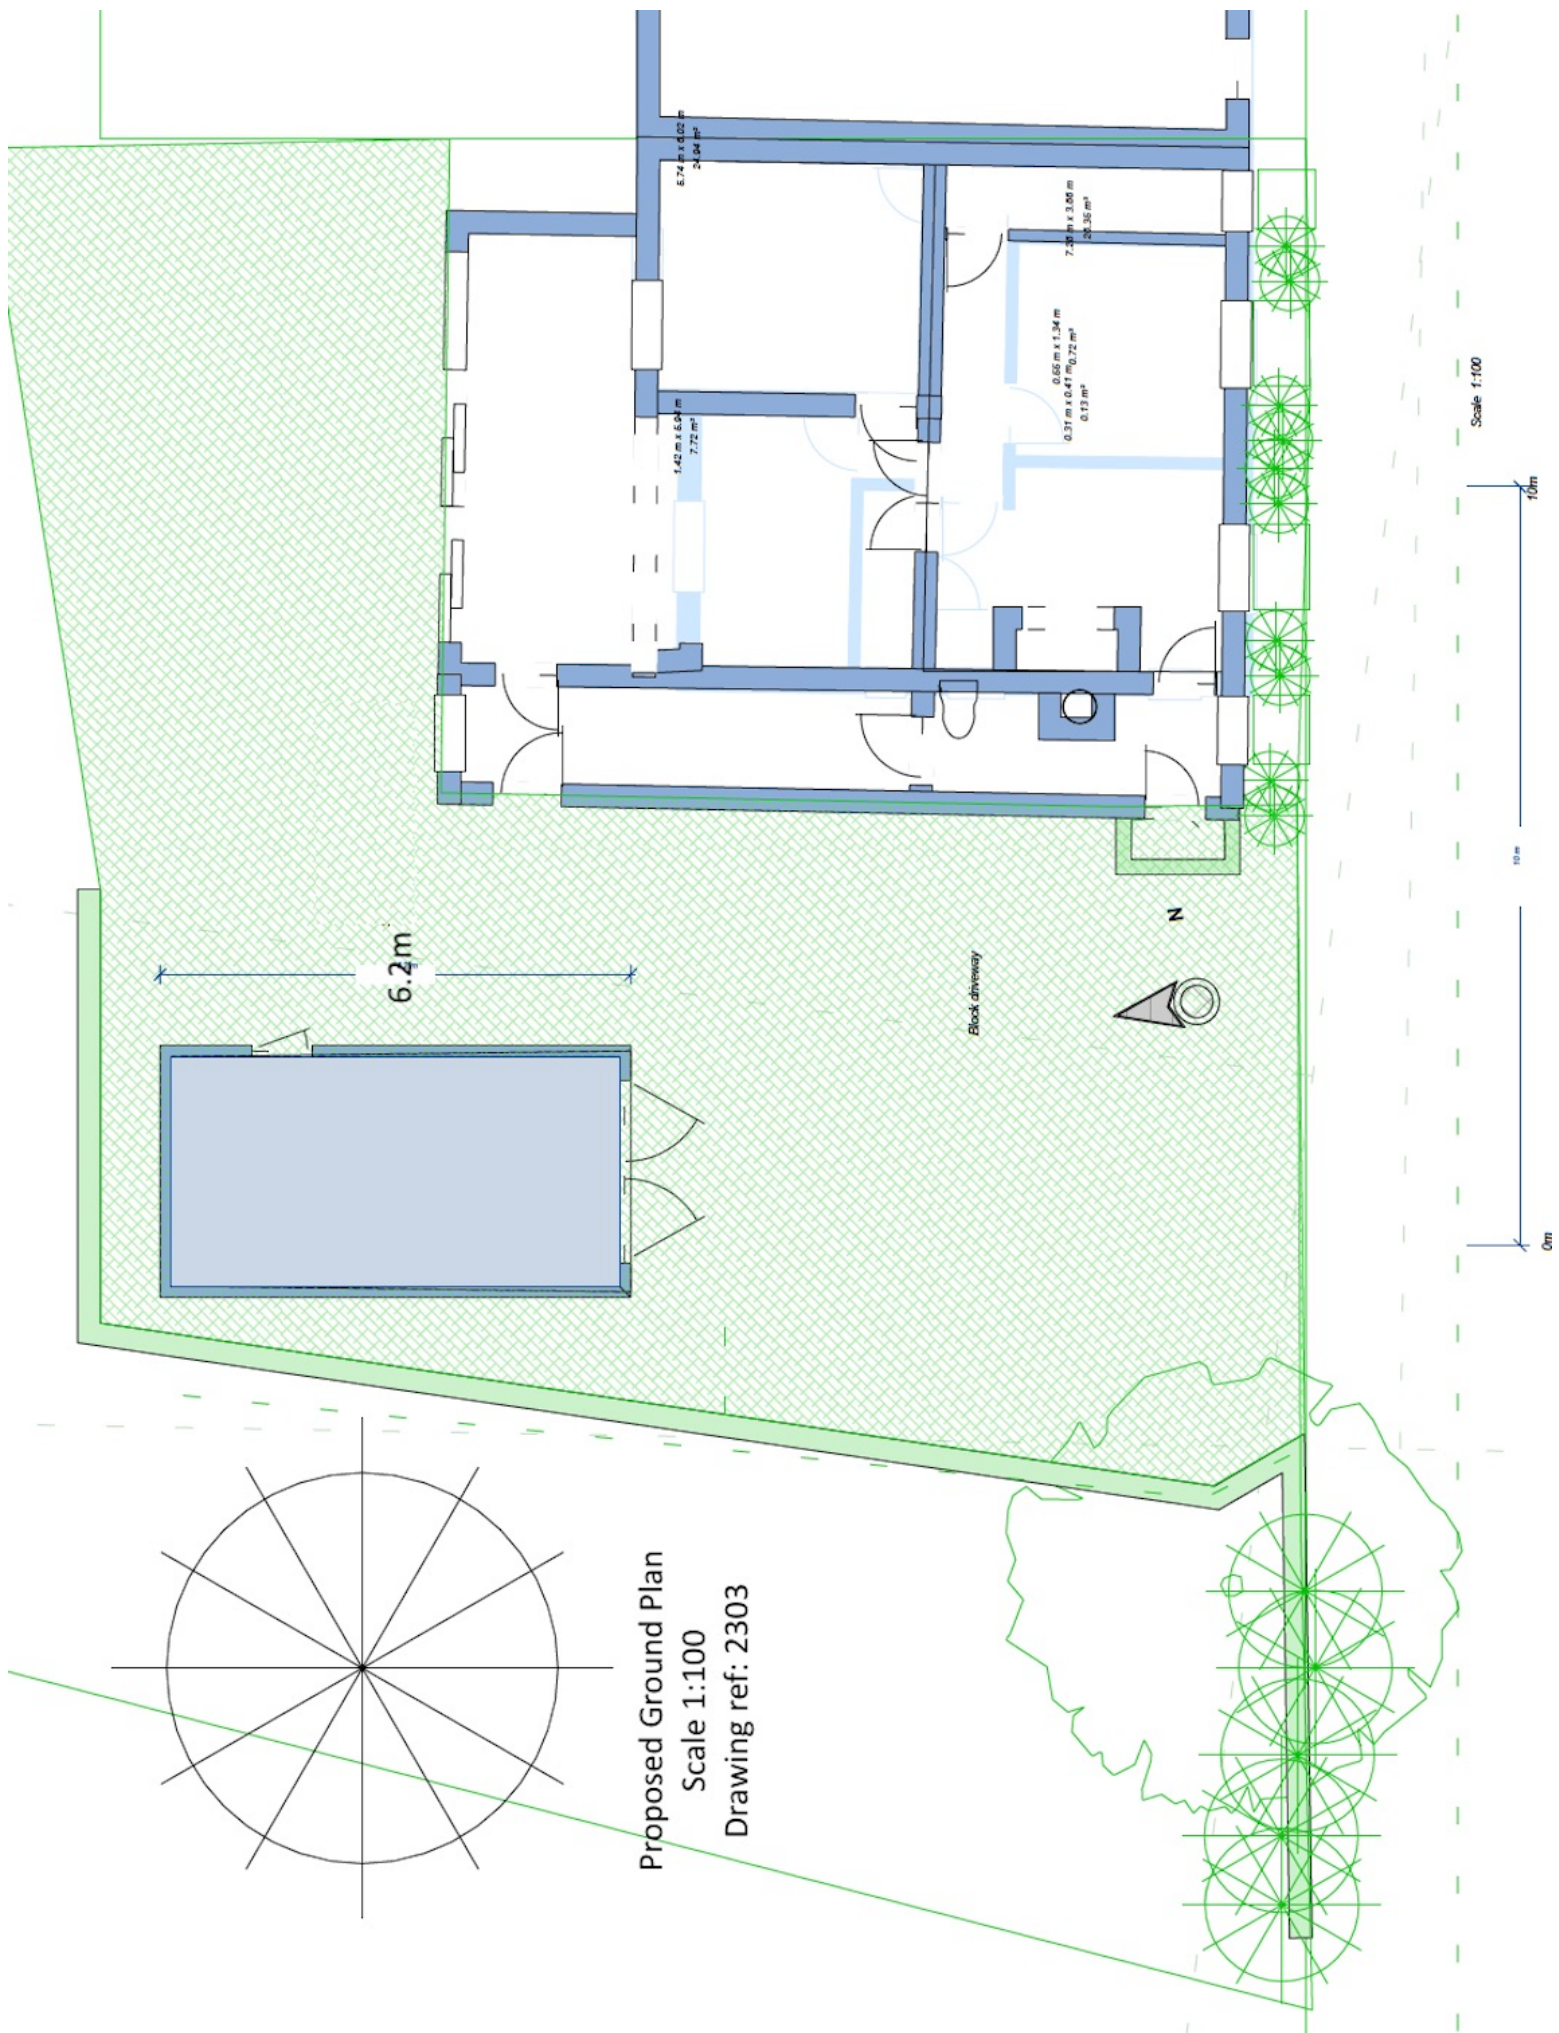 5.74 m x 6.02 m
24.94 m²
7.26 m x 3.66 m
26.36 m²
0.66 m x 1.34 m
0.72 m²
0.31 m x 0.41 m
0.13 m²
1.42 m x 5.94 m
7.72 m²
Scale 1:100
10m
10 m
0m
N
Block driveway
6.2m
Proposed Ground Plan
Scale 1:100
Drawing ref: 2303